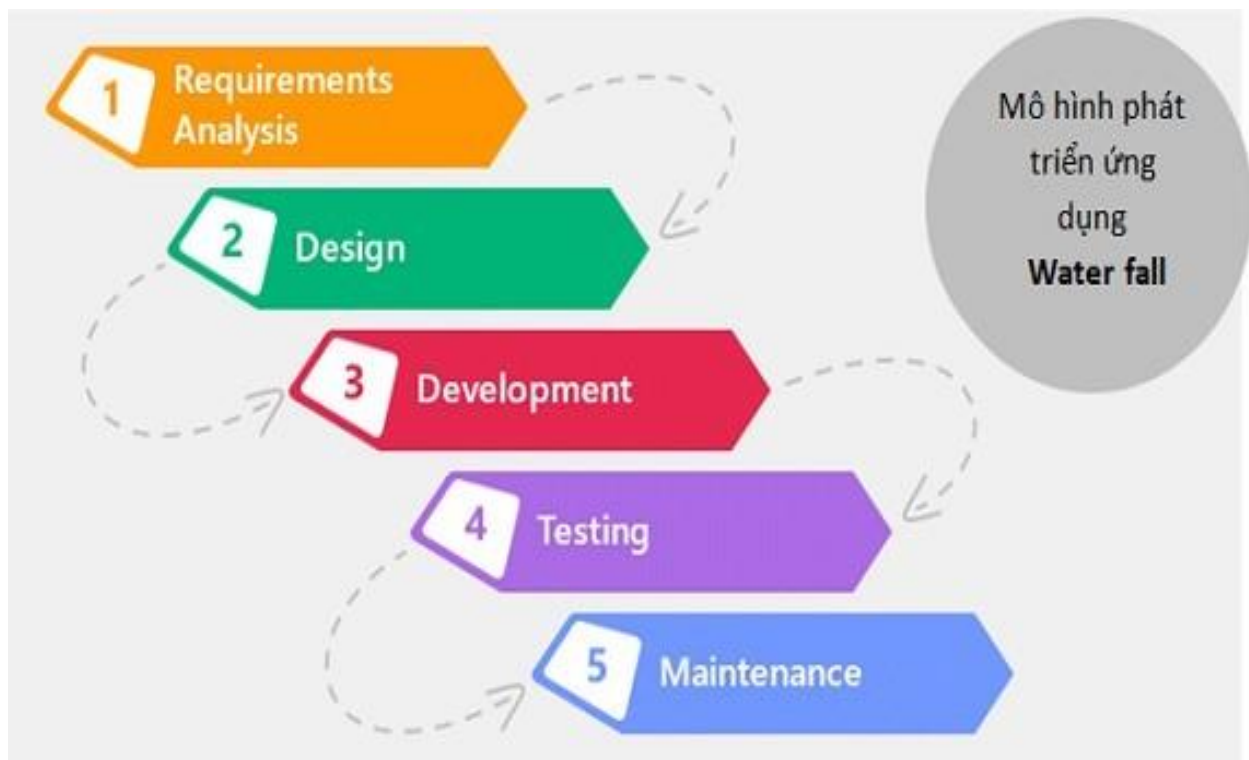 1
Requirements
Analysis
2
Design
3
Development
4
Testing
5
Maintenance
Mô hình phát
triển ứng
dụng
Water fall